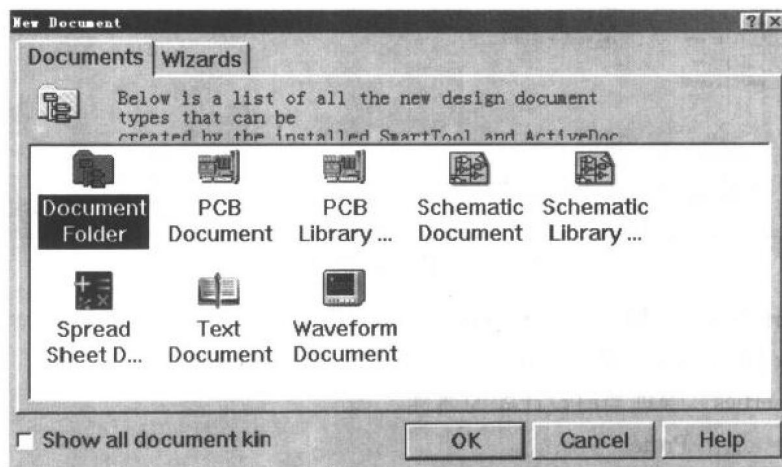 New Document
Documents Wizards
Below is a list of all the new design document
types that can be
created by the installed SmartTool and ActiveDoc
Document Folder
PCB Document
PCB Library ...
Schematic Document
Schematic Library ...
Spread Sheet D...
Text Document
Waveform Document
Show all document kin
OK Cancel Help